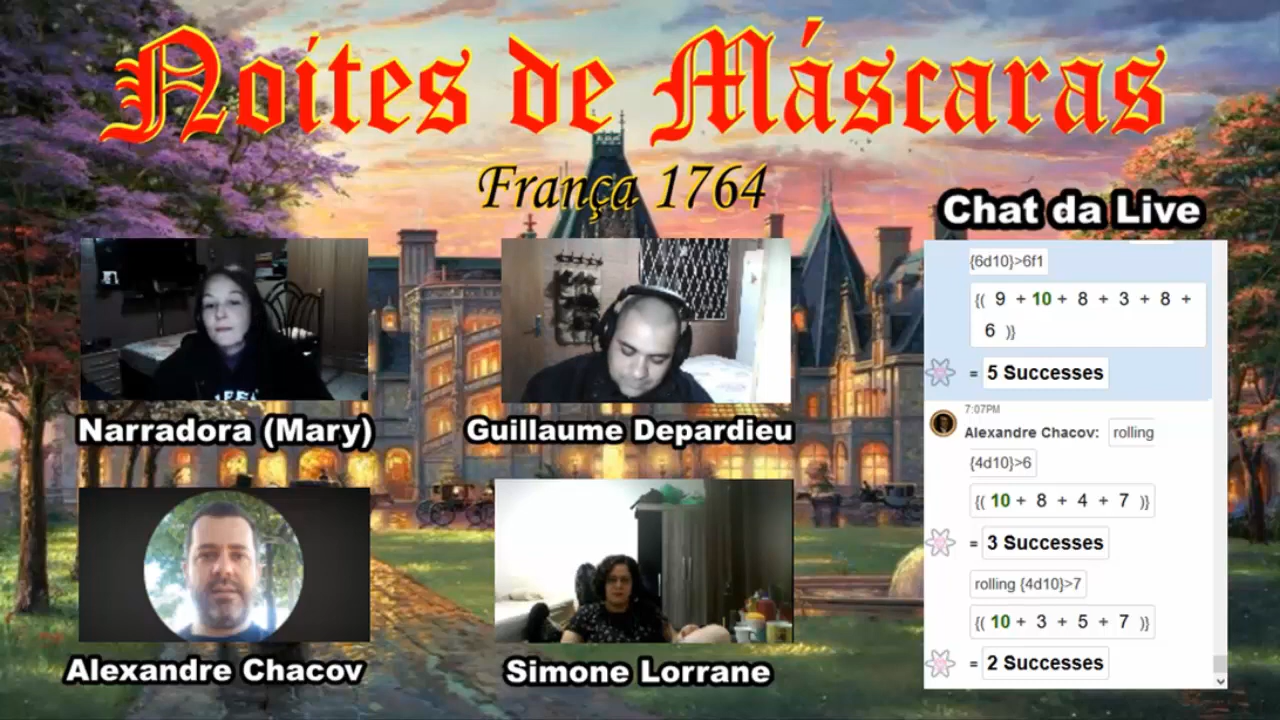 Noites de Máscaras
França 1764
Chat da Live
{6d10}>6f1
{( 9 + 10 + 8 + 3 + 8 +
6 )}
= 5 Successes
7:07PM
Alexandre Chacov: rolling
{4d10}>6
{( 10 + 8 + 4 + 7 )}
= 3 Successes
rolling {4d10}>7
{( 10 + 3 + 5 + 7 )}
= 2 Successes
Narradora (Mary)
Guillaume Depardieu
Alexandre Chacov
Simone Lorrane